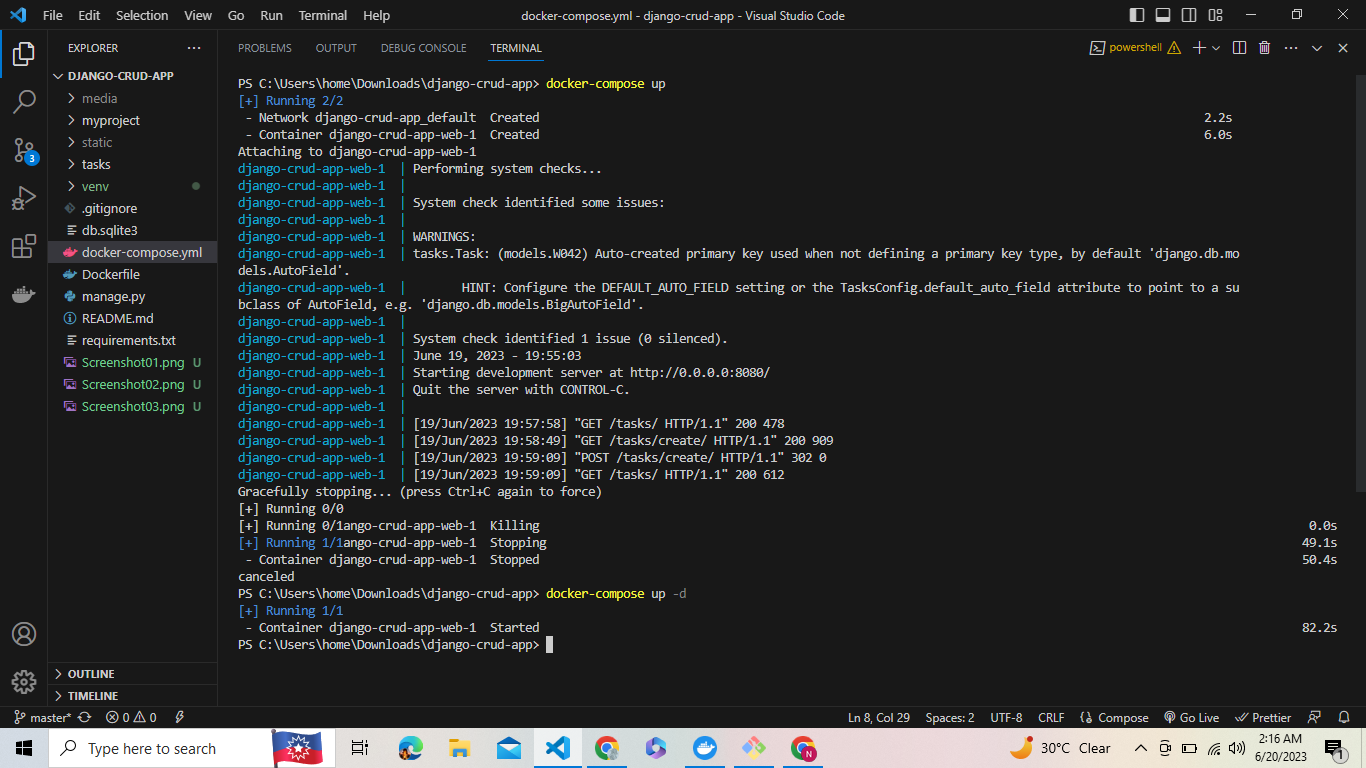 File Edit Selection View Go Run Terminal Help
docker-compose.yml - django-crud-app - Visual Studio Code
EXPLORER
DJANGO-CRUD-APP
media
myproject
static
tasks
venv
.gitignore
db.sqlite3
docker-compose.yml
Dockerfile
manage.py
README.md
requirements.txt
Screenshot01.png U
Screenshot02.png U
Screenshot03.png U
OUTLINE
TIMELINE
3
PROBLEMS OUTPUT DEBUG CONSOLE TERMINAL
powershell
PS C:\Users\home\Downloads\django-crud-app> docker-compose up
[+] Running 2/2
- Network django-crud-app_default Created 2.2s
- Container django-crud-app-web-1 Created 6.0s
Attaching to django-crud-app-web-1
django-crud-app-web-1 | Performing system checks...
django-crud-app-web-1 |
django-crud-app-web-1 | System check identified some issues:
django-crud-app-web-1 |
django-crud-app-web-1 | WARNINGS:
django-crud-app-web-1 | tasks.Task: (models.W042) Auto-created primary key used when not defining a primary key type, by default 'django.db.mo
dels.AutoField'.
django-crud-app-web-1 | HINT: Configure the DEFAULT_AUTO_FIELD setting or the TasksConfig.default_auto_field attribute to point to a su
bclass of AutoField, e.g. 'django.db.models.BigAutoField'.
django-crud-app-web-1 |
django-crud-app-web-1 | System check identified 1 issue (0 silenced).
django-crud-app-web-1 | June 19, 2023 - 19:55:03
django-crud-app-web-1 | Starting development server at http://0.0.0.0:8080/
django-crud-app-web-1 | Quit the server with CONTROL-C.
django-crud-app-web-1 |
django-crud-app-web-1 | [19/Jun/2023 19:57:58] "GET /tasks/ HTTP/1.1" 200 478
django-crud-app-web-1 | [19/Jun/2023 19:58:49] "GET /tasks/create/ HTTP/1.1" 200 909
django-crud-app-web-1 | [19/Jun/2023 19:59:09] "POST /tasks/create/ HTTP/1.1" 302 0
django-crud-app-web-1 | [19/Jun/2023 19:59:09] "GET /tasks/ HTTP/1.1" 200 612
Gracefully stopping... (press Ctrl+C again to force)
[+] Running 0/0
[+] Running 0/1ango-crud-app-web-1 Killing 0.0s
[+] Running 1/1ango-crud-app-web-1 Stopping 49.1s
- Container django-crud-app-web-1 Stopped 50.4s
canceled
PS C:\Users\home\Downloads\django-crud-app> docker-compose up -d
[+] Running 1/1
- Container django-crud-app-web-1 Started 82.2s
PS C:\Users\home\Downloads\django-crud-app>
master* 0 0 Ln 8, Col 29 Spaces: 2 UTF-8 CRLF Compose Go Live Prettier
Type here to search
N
30°C Clear
2:16 AM
6/20/2023
1